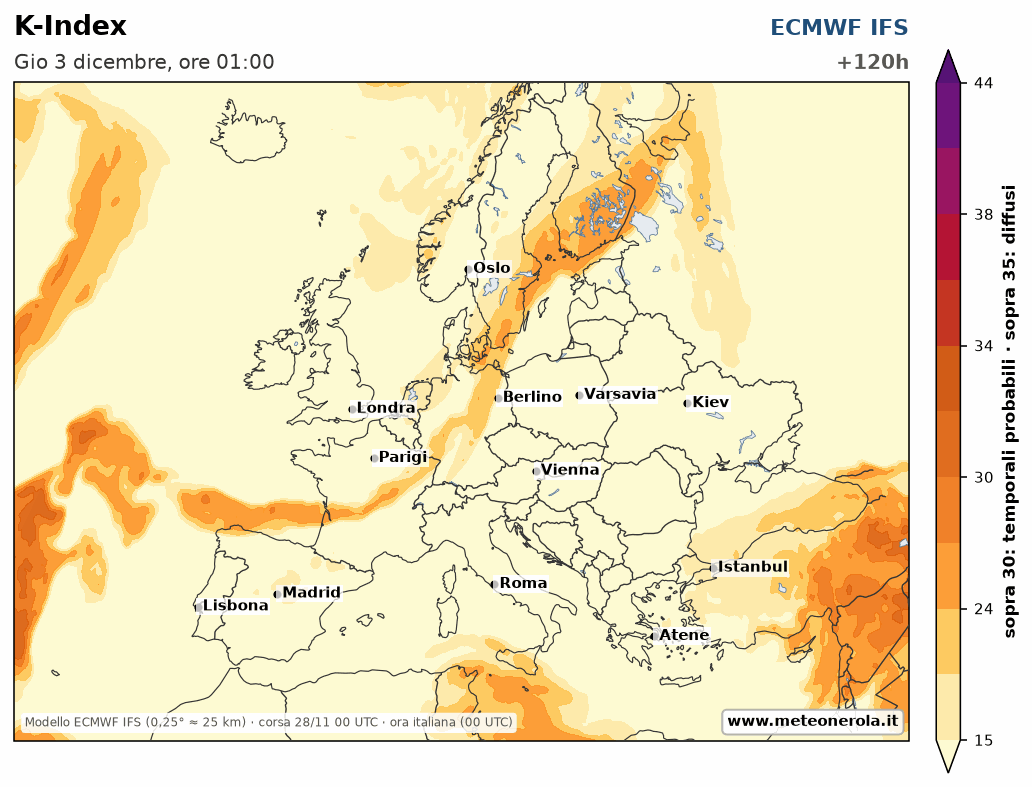 K-Index
ECMWF IFS
Gio 3 dicembre, ore 01:00
+120h
44
38
34
30
24
15
sopra 30: temporali probabili · sopra 35: diffusi
Oslo
Berlino
Varsavia
Kiev
Londra
Parigi
Vienna
Istanbul
Roma
Madrid
Lisbona
Atene
Modello ECMWF IFS (0,25° ≈ 25 km) · corsa 28/11 00 UTC · ora italiana (00 UTC)
www.meteonerola.it